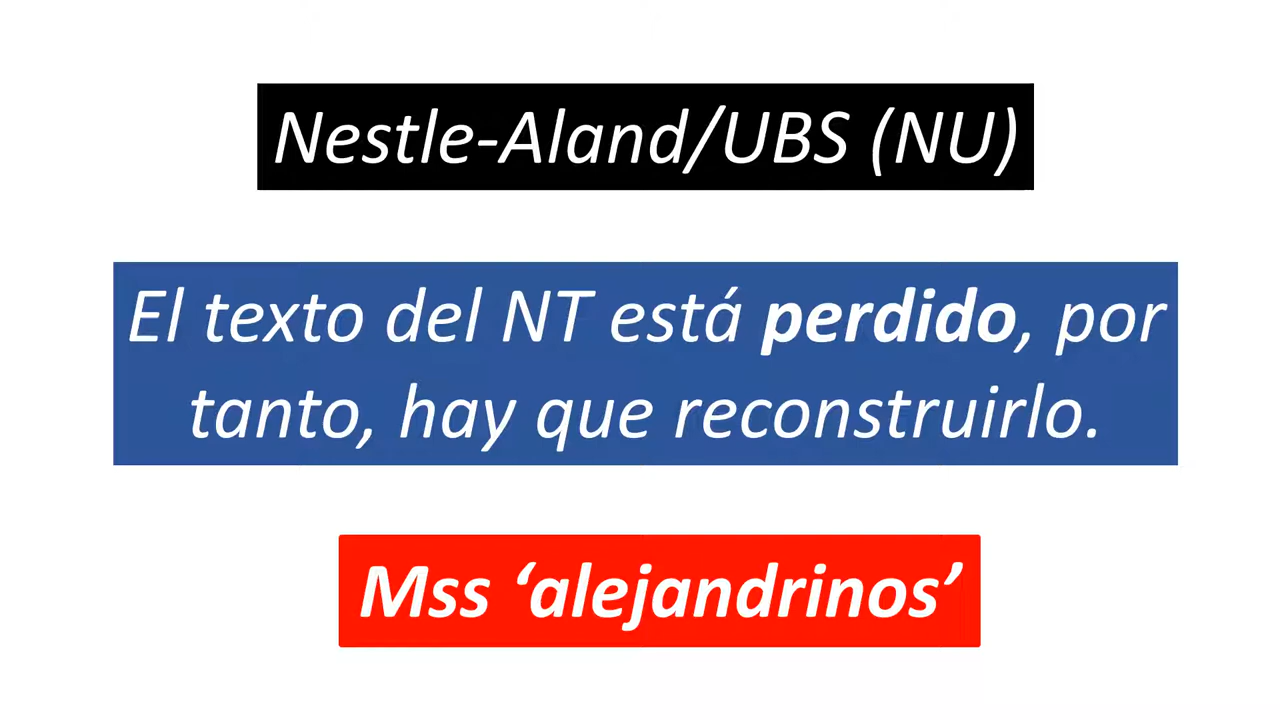 Nestle-Aland/UBS (NU)
El texto del NT está perdido, por
tanto, hay que reconstruirlo.
Mss ‘alejandrinos’